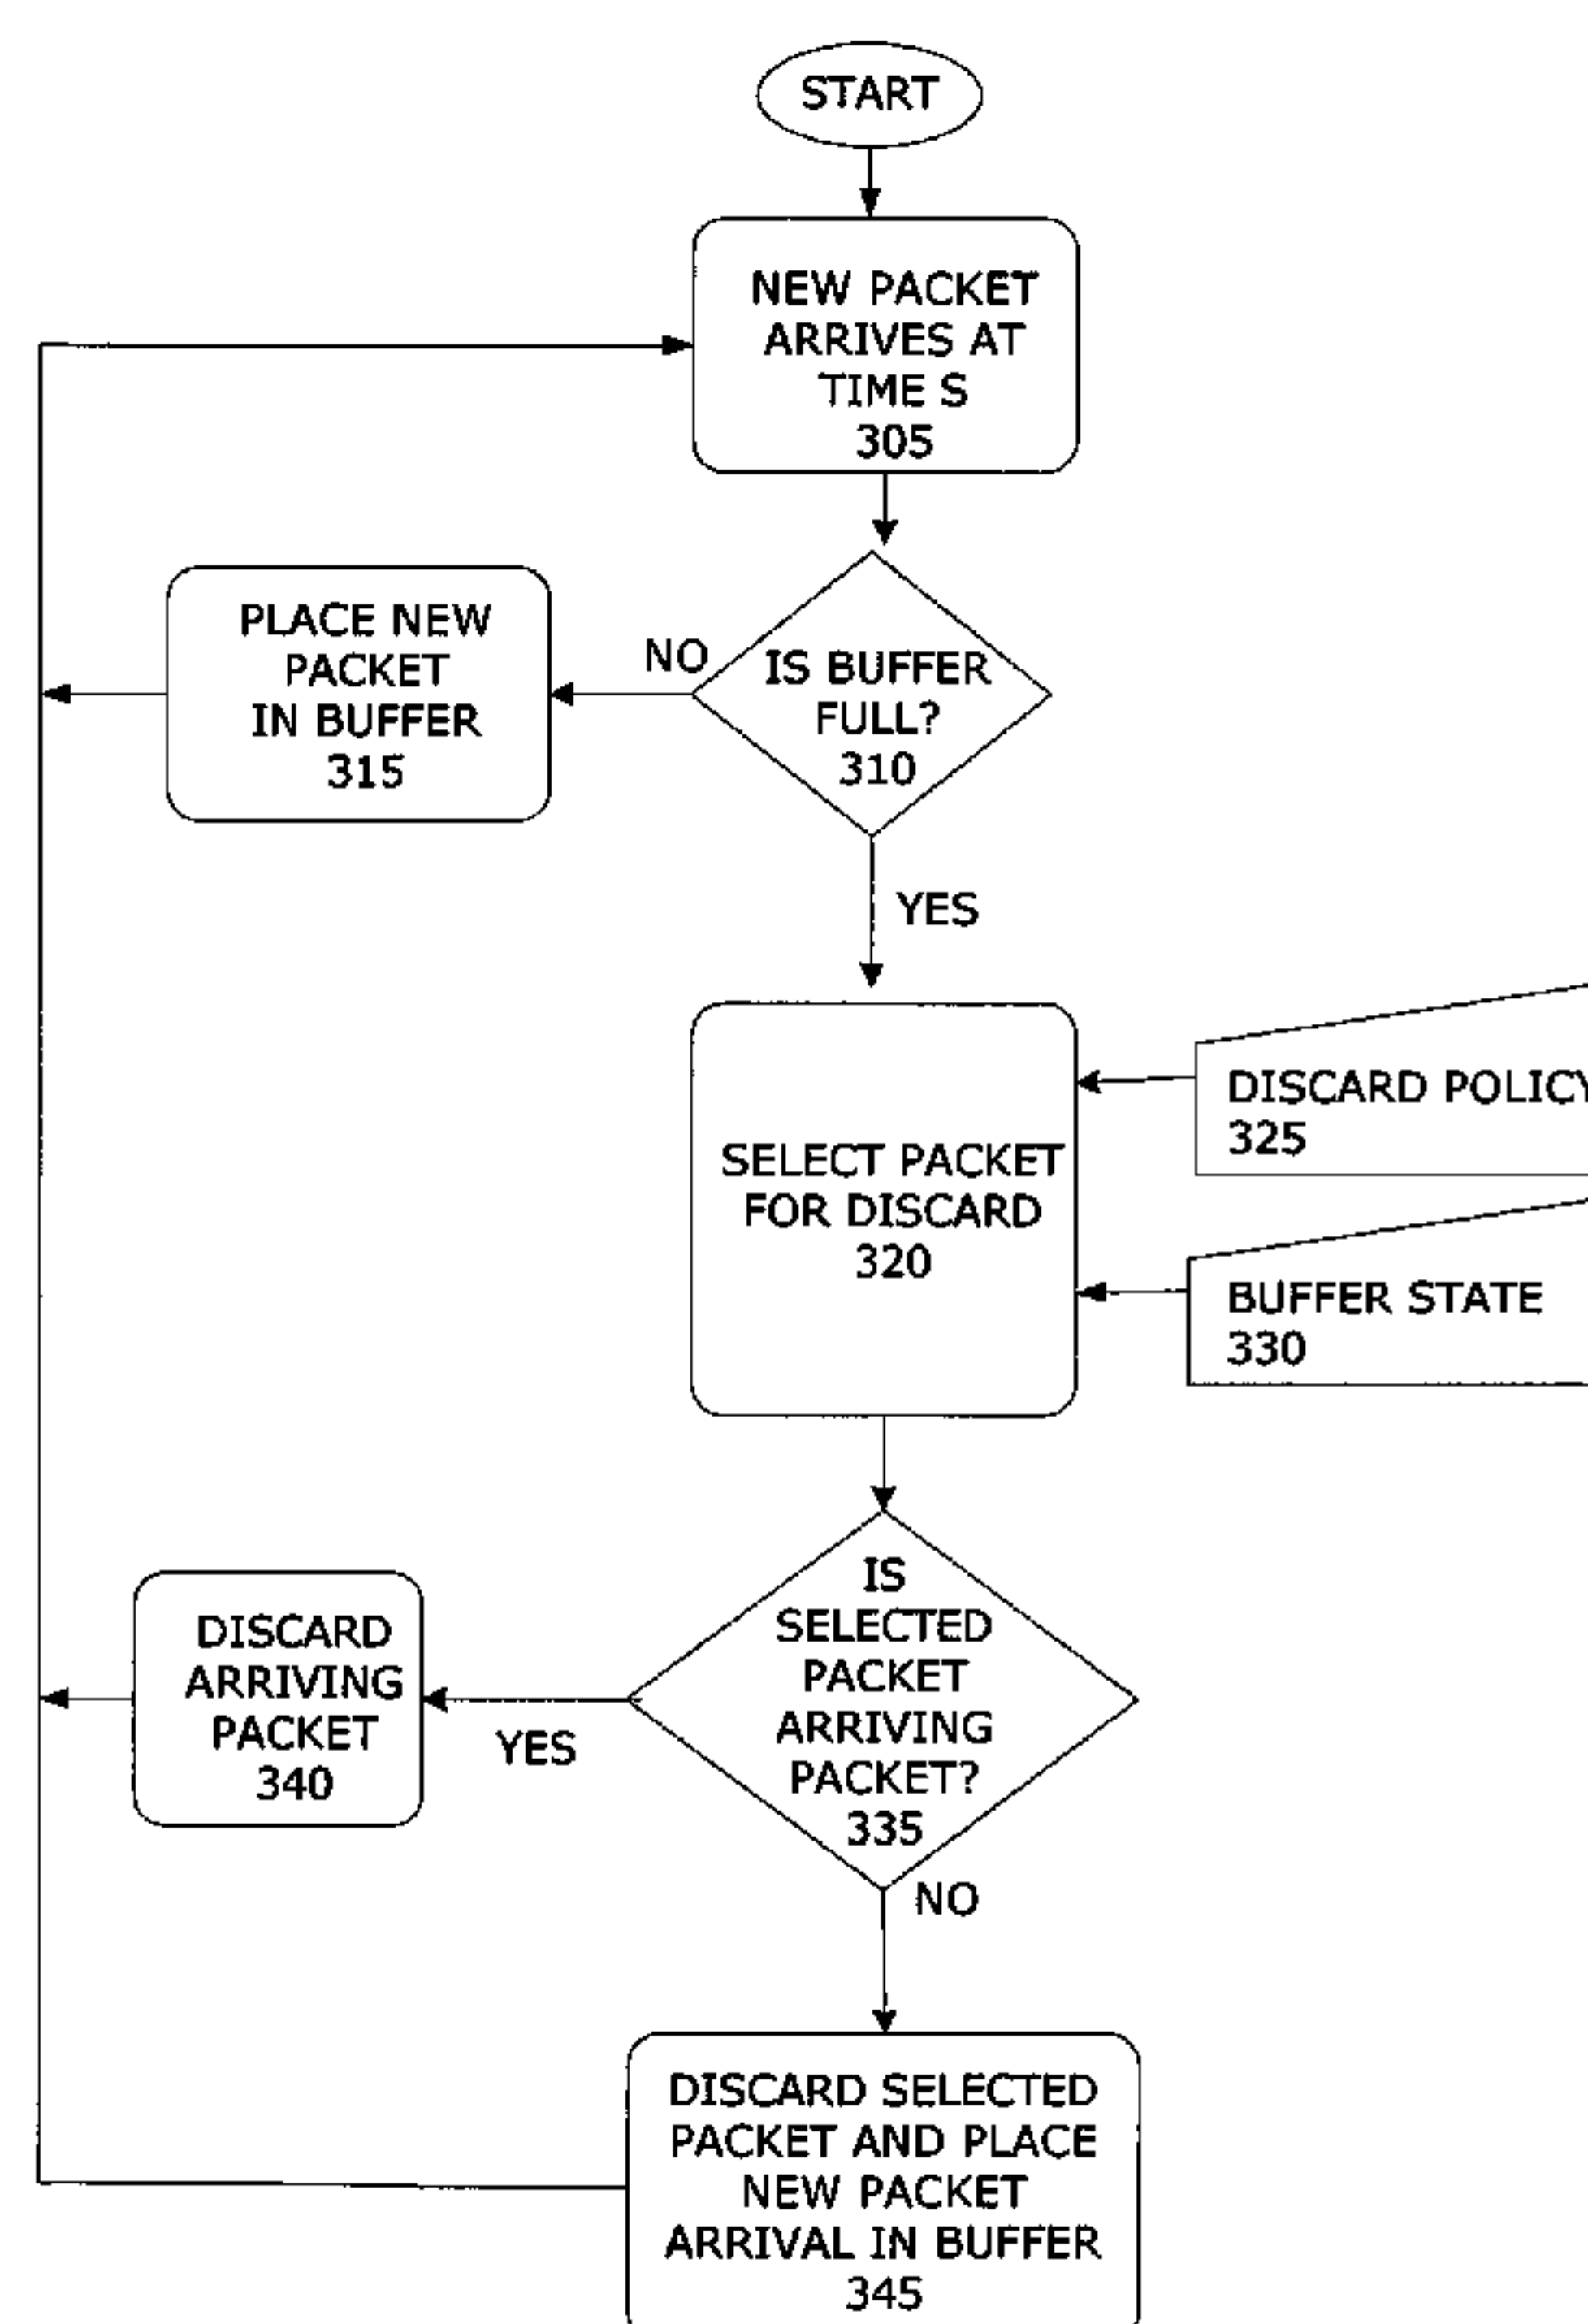 START
NEW PACKET
ARRIVES AT
TIME S
305
PLACE NEW
PACKET
IN BUFFER
315
NO
IS BUFFER
FULL?
310
YES
SELECT PACKET
FOR DISCARD
320
DISCARD POLICY
325
BUFFER STATE
330
IS
SELECTED
PACKET
ARRIVING
PACKET?
335
YES
DISCARD
ARRIVING
PACKET
340
NO
DISCARD SELECTED
PACKET AND PLACE
NEW PACKET
ARRIVAL IN BUFFER
345